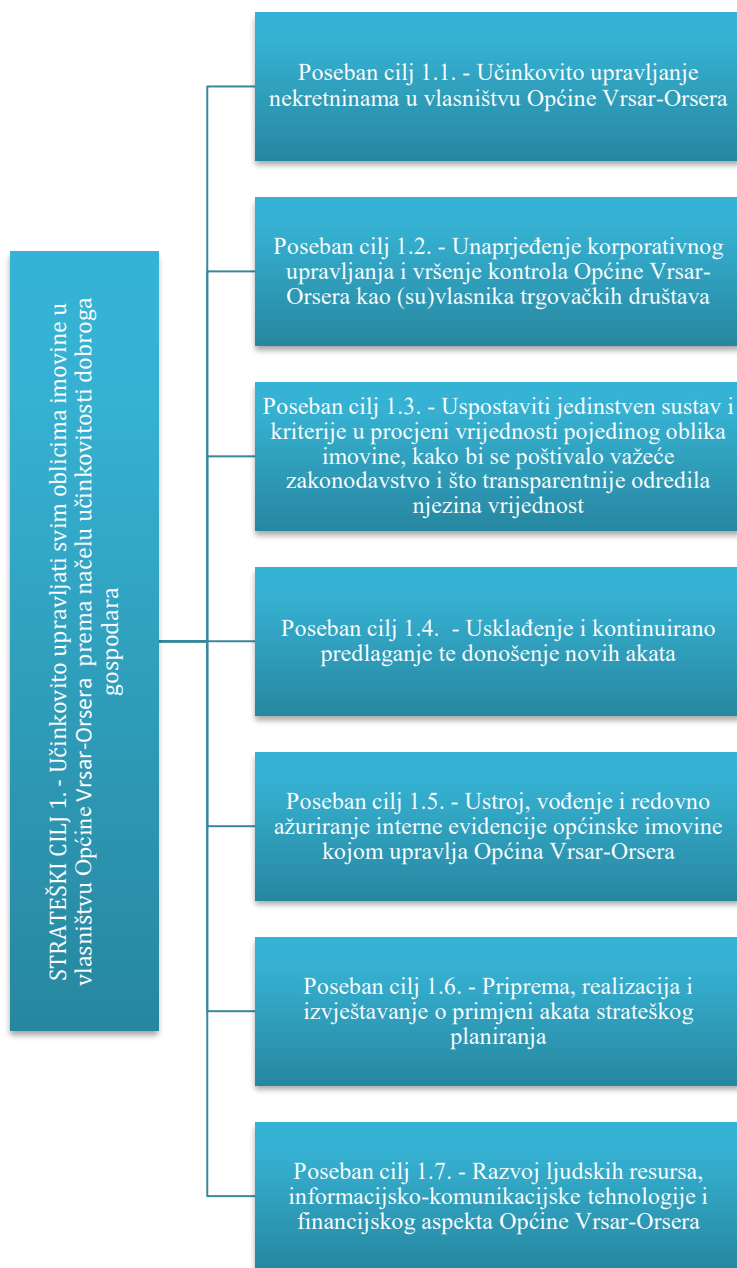 STRATEŠKI CILJ 1. - Učinkovito upravljati svim oblicima imovine u
vlasništvu Općine Vrsar-Orsera prema načelu učinkovitosti dobroga
gospodara
Poseban cilj 1.1. - Učinkovito upravljanje
nekretninama u vlasništvu Općine Vrsar-Orsera
Poseban cilj 1.2. - Unaprjeđenje korporativnog
upravljanja i vršenje kontrola Općine Vrsar-
Orsera kao (su)vlasnika trgovačkih društava
Poseban cilj 1.3. - Uspostaviti jedinstven sustav i
kriterije u procjeni vrijednosti pojedinog oblika
imovine, kako bi se poštivalo važeće
zakonodavstvo i što transparentnije odredila
njezina vrijednost
Poseban cilj 1.4. - Usklađenje i kontinuirano
predlaganje te donošenje novih akata
Poseban cilj 1.5. - Ustroj, vođenje i redovno
ažuriranje interne evidencije općinske imovine
kojom upravlja Općina Vrsar-Orsera
Poseban cilj 1.6. - Priprema, realizacija i
izvještavanje o primjeni akata strateškog
planiranja
Poseban cilj 1.7. - Razvoj ljudskih resursa,
informacijsko-komunikacijske tehnologije i
financijskog aspekta Općine Vrsar-Orsera